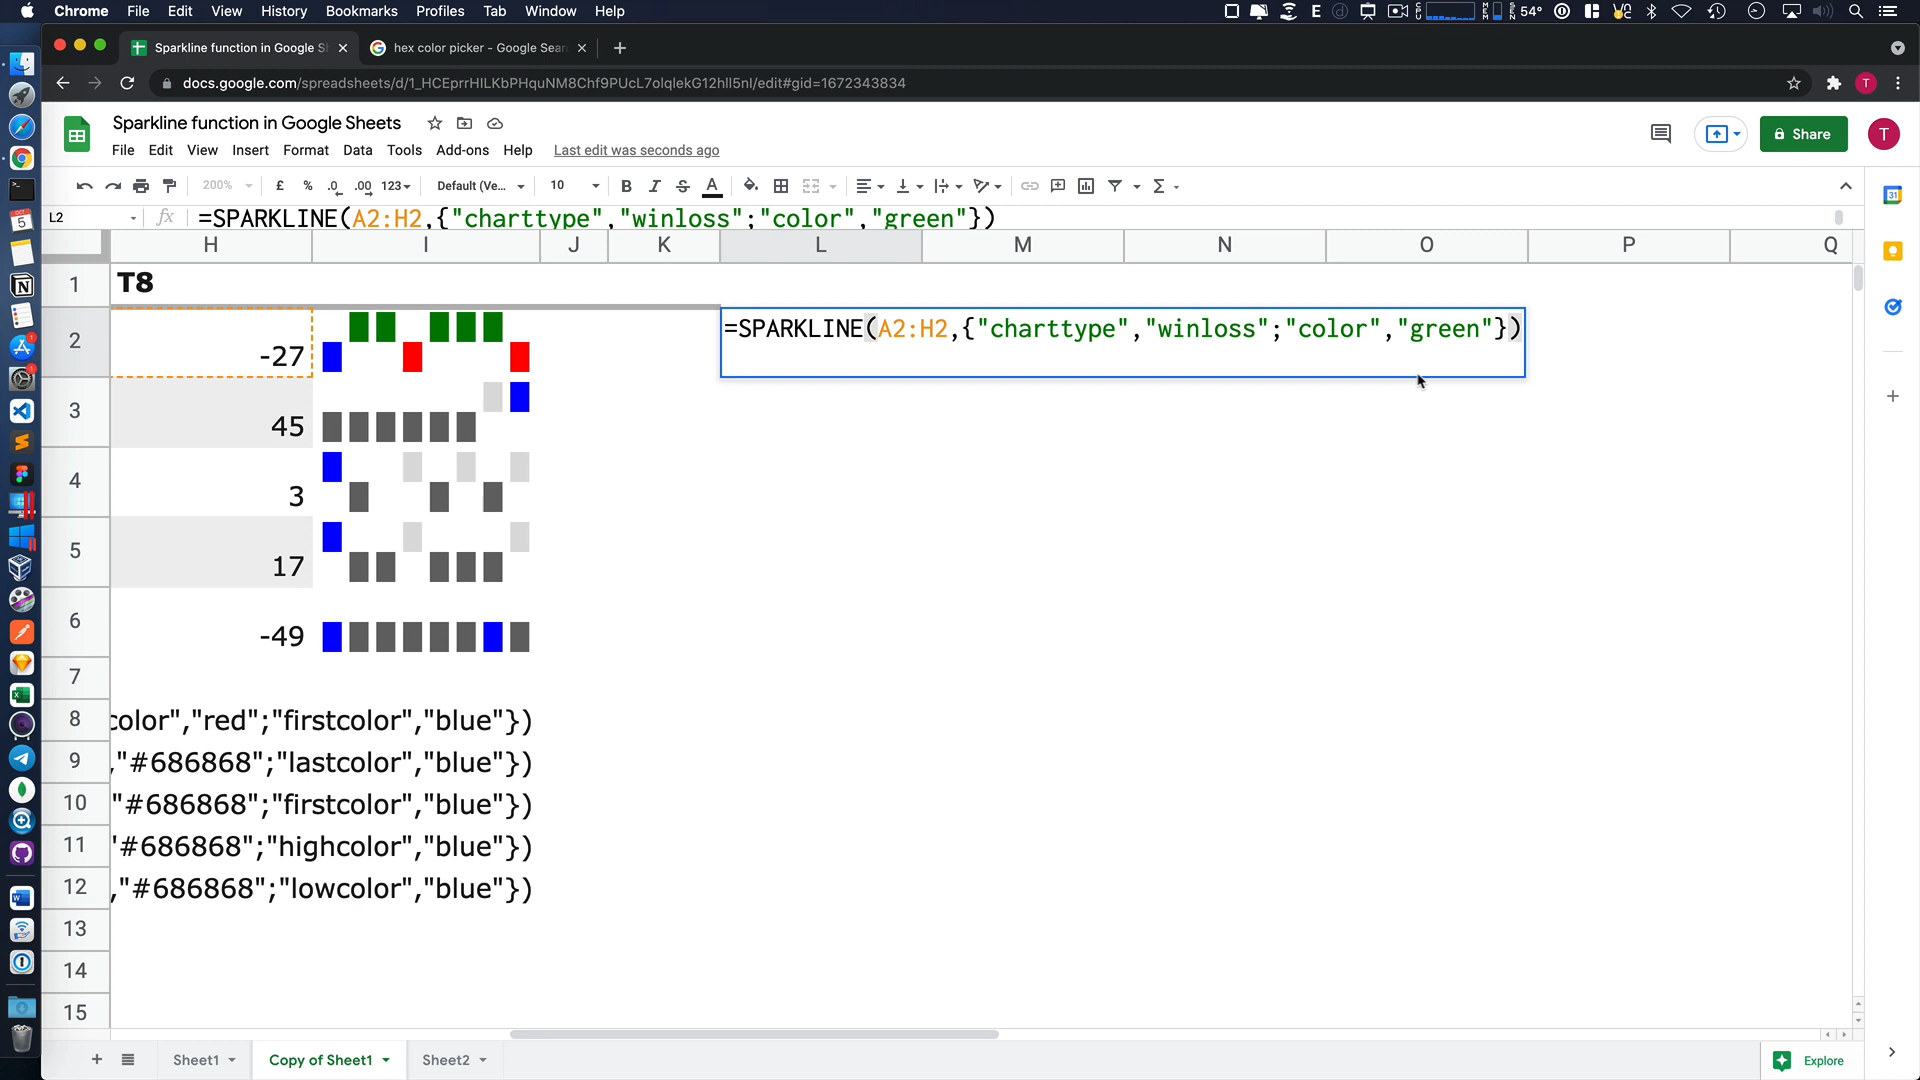 Chrome File Edit View History Bookmarks Profiles Tab Window Help
E 54°
Sparkline function in Google S
hex color picker - Google Sear
docs.google.com/spreadsheets/d/1_HCEprrHILKbPHquNM8Chf9PUcL7olqlekG12hll5nI/edit#gid=1672343834
T
Sparkline function in Google Sheets
Share
T
File Edit View Insert Format Data Tools Add-ons Help Last edit was seconds ago
200% £ % .0 .00 123 Default (Ve... 10 B I S A
L2 fx =SPARKLINE(A2:H2,{"charttype","winloss";"color","green"})
H I J K L M N O P Q
1 T8
2 -27 =SPARKLINE(A2:H2,{"charttype","winloss";"color","green"})
3 45
4 3
5 17
6 -49
7
8 color","red";"firstcolor","blue"})
9 ,"#686868";"lastcolor","blue"})
10 "#686868";"firstcolor","blue"})
11 "#686868";"highcolor","blue"})
12 ,"#686868";"lowcolor","blue"})
13
14
15
Sheet1 Copy of Sheet1 Sheet2
Explore